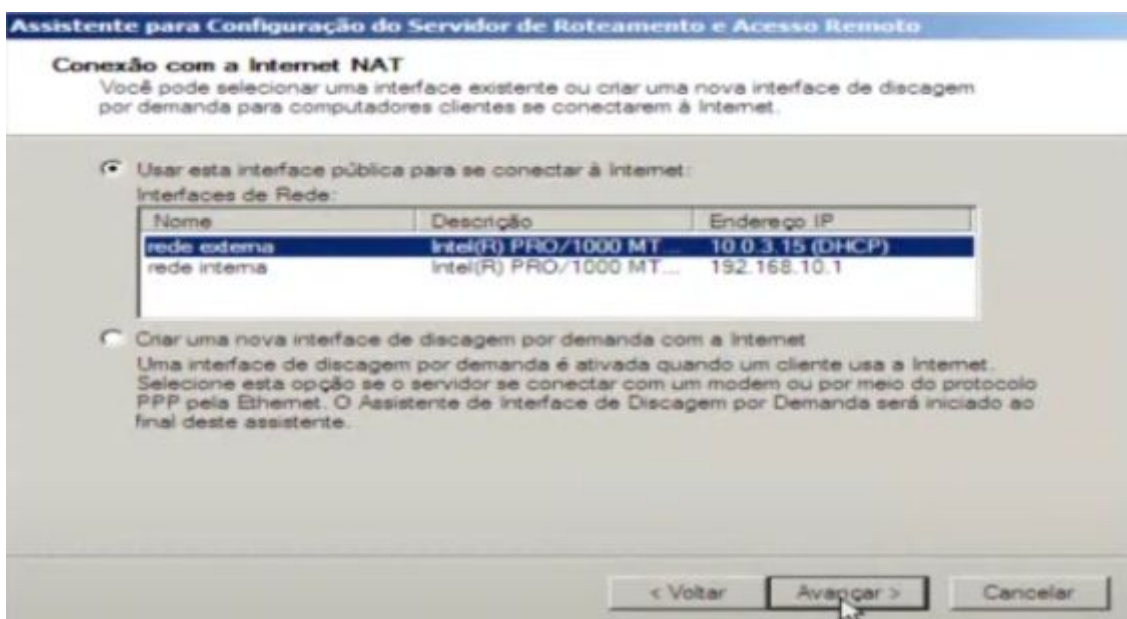 Assistente para Configuração do Servidor de Roteamento e Acesso Remoto
Conexão com a Internet NAT
Você pode selecionar uma interface existente ou criar uma nova interface de discagem
por demanda para computadores clientes se conectarem à Internet.
Usar esta interface pública para se conectar à Internet:
Interfaces de Rede:
Nome Descrição Endereço IP
rede externa Intel(R) PRO/1000 MT... 10.0.3.15 (DHCP)
rede interna Intel(R) PRO/1000 MT... 192.168.10.1
Criar uma nova interface de discagem por demanda com a Internet
Uma interface de discagem por demanda é ativada quando um cliente usa a Internet.
Selecione esta opção se o servidor se conectar com um modem ou por meio do protocolo
PPP pela Ethernet. O Assistente de Interface de Discagem por Demanda será iniciado ao
final deste assistente.
< Voltar Avançar > Cancelar